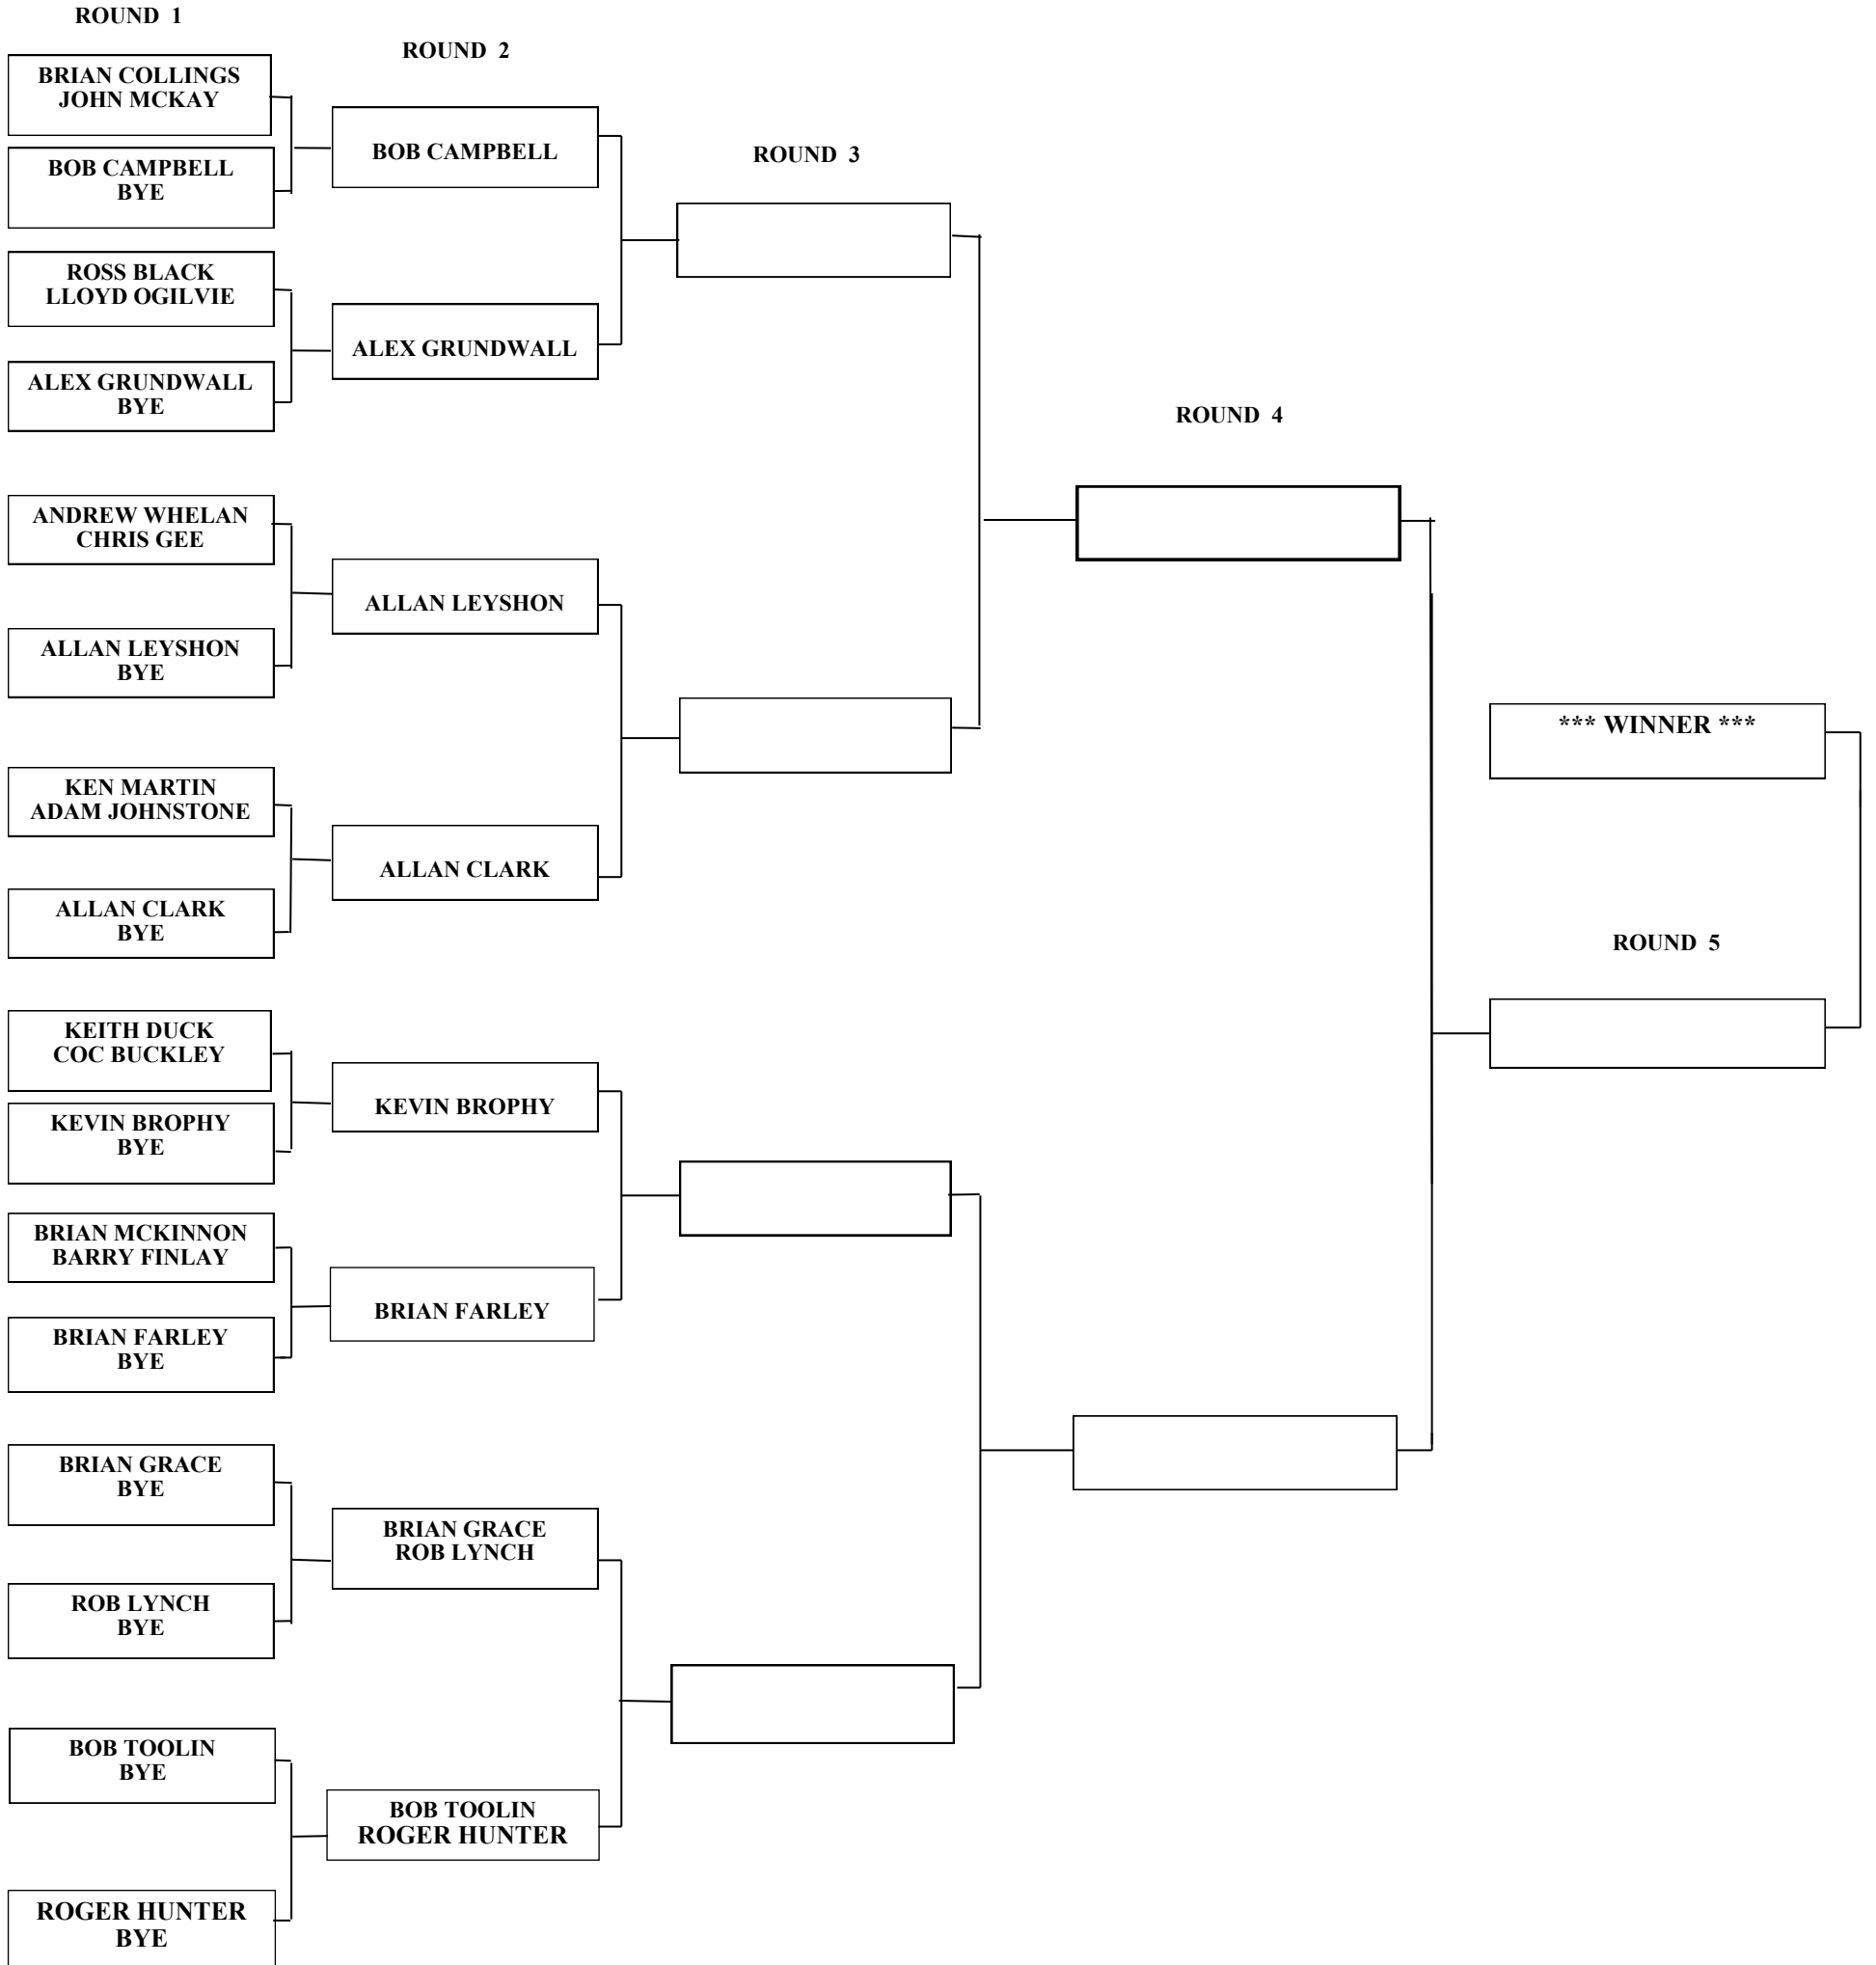 ROUND 1
BRIAN COLLINGS
JOHN MCKAY
BOB CAMPBELL
BYE
ROSS BLACK
LLOYD OGILVIE
ALEX GRUNDWALL
BYE
ANDREW WHELAN
CHRIS GEE
ALLAN LEYSHON
BYE
KEN MARTIN
ADAM JOHNSTONE
ALLAN CLARK
BYE
KEITH DUCK
COC BUCKLEY
KEVIN BROPHY
BYE
BRIAN MCKINNON
BARRY FINLAY
BRIAN FARLEY
BYE
BRIAN GRACE
BYE
ROB LYNCH
BYE
BOB TOOLIN
BYE
ROGER HUNTER
BYE
ROUND 2
BOB CAMPBELL
ALEX GRUNDWALL
ALLAN LEYSHON
ALLAN CLARK
KEVIN BROPHY
BRIAN FARLEY
BRIAN GRACE
ROB LYNCH
BOB TOOLIN
ROGER HUNTER
ROUND 3
ROUND 4
*** WINNER ***
ROUND 5